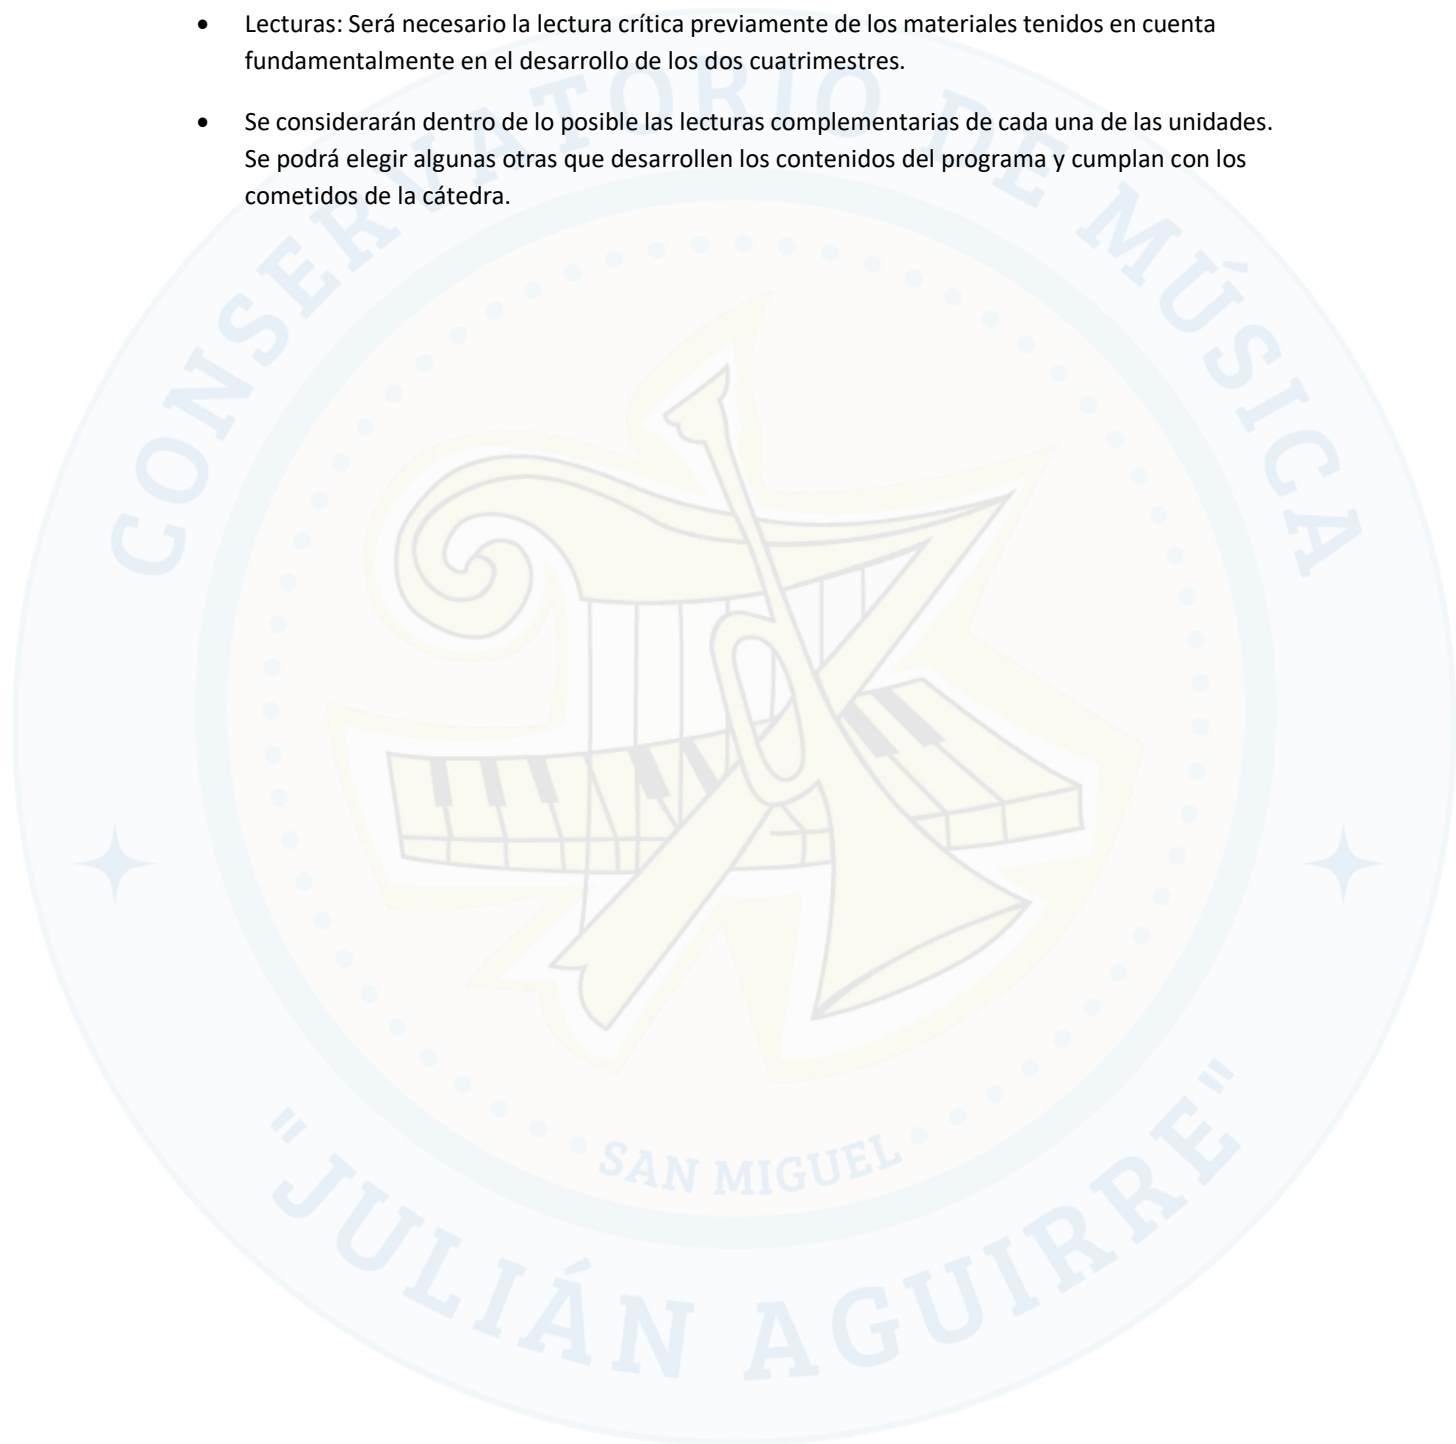 • Lecturas: Será necesario la lectura crítica previamente de los materiales tenidos en cuenta
fundamentalmente en el desarrollo de los dos cuatrimestres.
• Se considerarán dentro de lo posible las lecturas complementarias de cada una de las unidades.
Se podrá elegir algunas otras que desarrollen los contenidos del programa y cumplan con los
cometidos de la cátedra.
CONSERVATORIO DE MÚSICA
SAN MIGUEL
"JULIÁN AGUIRRE"